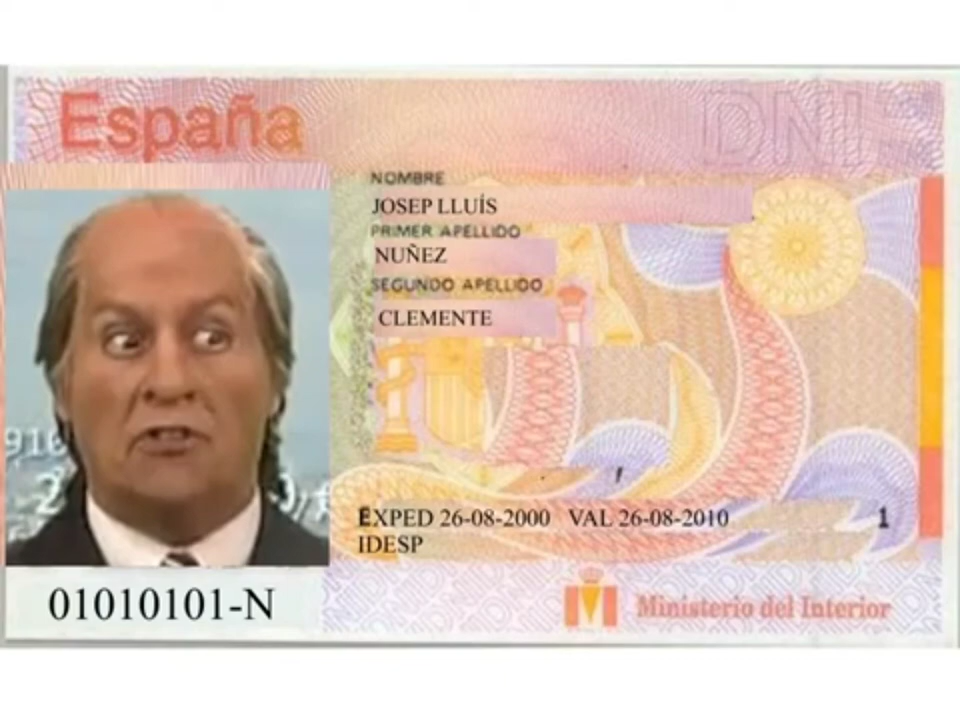 España
DNI
NOMBRE
JOSEP LLUÍS
PRIMER APELLIDO
NUÑEZ
SEGUNDO APELLIDO
CLEMENTE
EXPED 26-08-2000 VAL 26-08-2010
1
IDESP
01010101-N
Ministerio del Interior